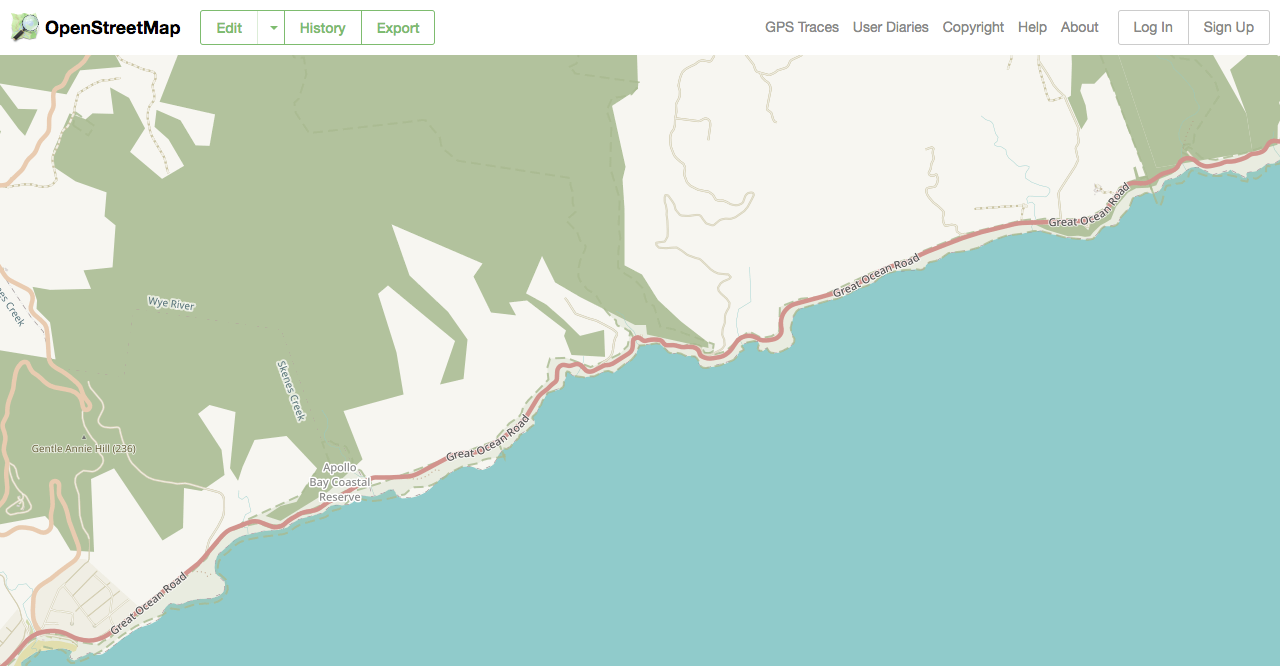 OpenStreetMap
Edit
History
Export
GPS Traces
User Diaries
Copyright
Help
About
Log In
Sign Up
Great Ocean Road
Great Ocean Road
Wye River
Creek
Skenes Creek
Gentle Annie Hill (236)
Great Ocean Road
Apollo
Bay Coastal
Reserve
Great Ocean Road